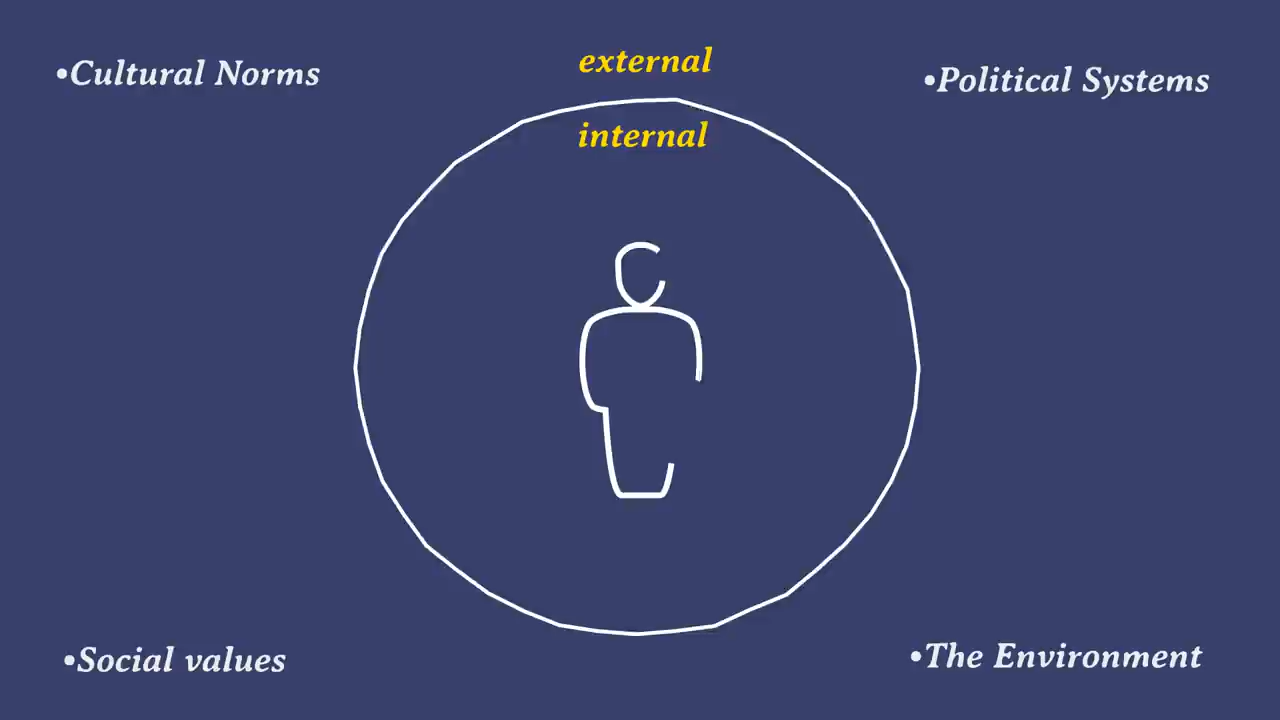 •Cultural Norms
external
•Political Systems
internal
•Social values
•The Environment